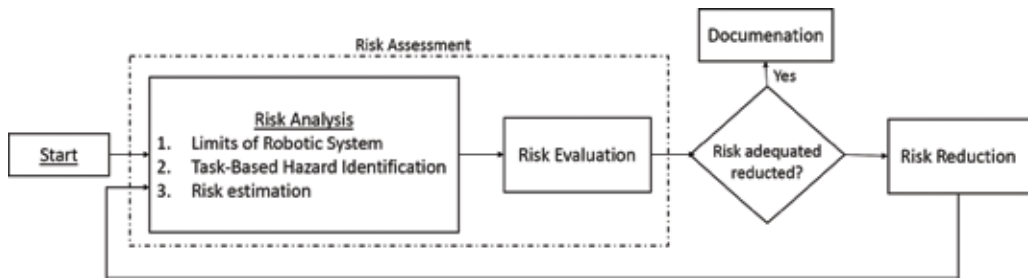 Risk Assessment
Start
Risk Analysis
1. Limits of Robotic System
2. Task-Based Hazard Identification
3. Risk estimation
Risk Evaluation
Documenation
Yes
Risk adequated
reducted?
Risk Reduction